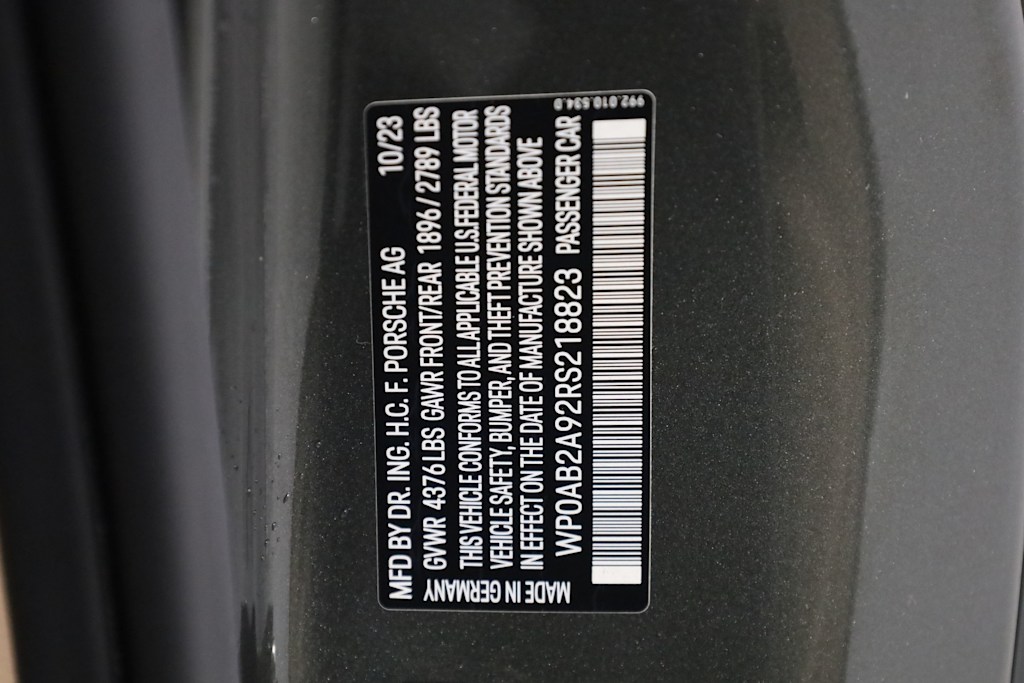 MFD BY DR. ING. H.C. F. PORSCHE AG 10/23
GVWR 4376 LBS GAWR FRONT/REAR 1896 / 2789 LBS
THIS VEHICLE CONFORMS TO ALL APPLICABLE U.S. FEDERAL MOTOR
VEHICLE SAFETY, BUMPER, AND THEFT PREVENTION STANDARDS
IN EFFECT ON THE DATE OF MANUFACTURE SHOWN ABOVE
WP0AB2A92RS218823 PASSENGER CAR
MADE IN GERMANY
992.010.534.D